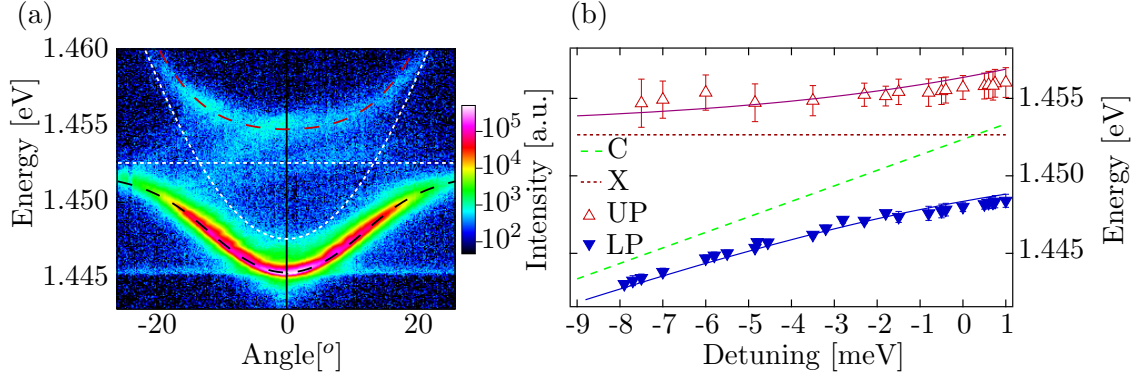 (a)
1.460
1.455
1.450
1.445
Energy [eV]
-20
0
20
Angle[o]
10^5
10^4
10^3
10^2
Intensity [a.u.]
(b)
C
X
UP
LP
1.455
1.450
1.445
Energy [eV]
-9 -8 -7 -6 -5 -4 -3 -2 -1 0 1
Detuning [meV]